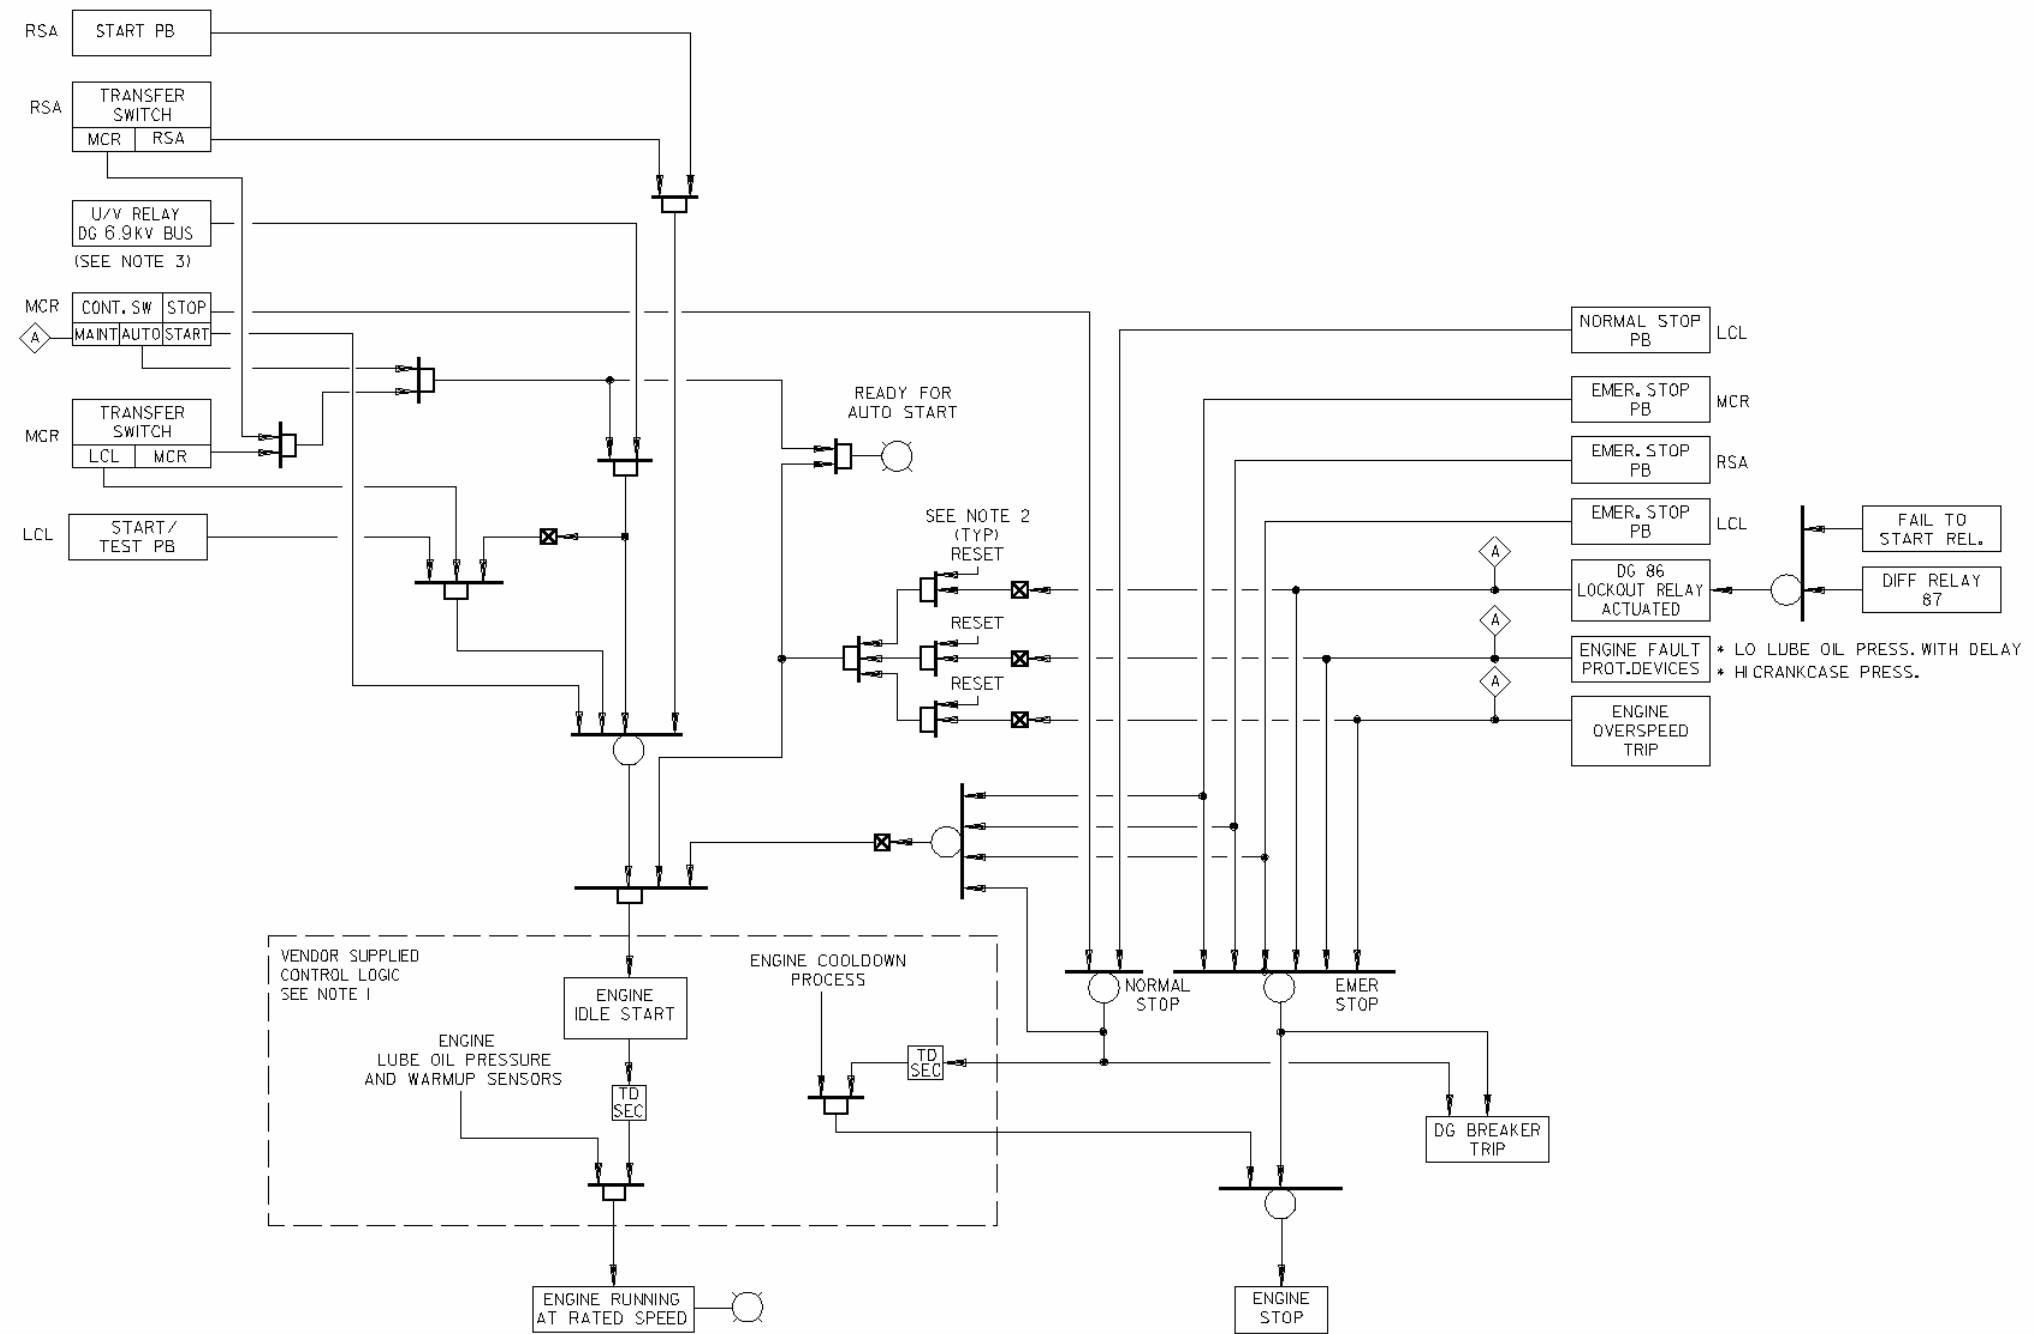 RSA
START PB
RSA
TRANSFER
SWITCH
MCR
RSA
U/V RELAY
DG 6.9KV BUS
(SEE NOTE 3)
MCR
CONT. SW
STOP
A
MAINT
AUTO
START
MCR
TRANSFER
SWITCH
LCL
MCR
LCL
START/
TEST PB
READY FOR
AUTO START
SEE NOTE 2
(TYP)
RESET
RESET
RESET
NORMAL STOP
PB
LCL
EMER. STOP
PB
MCR
EMER. STOP
PB
RSA
EMER. STOP
PB
LCL
A
DG 86
LOCKOUT RELAY
ACTUATED
FAIL TO
START REL.
DIFF RELAY
87
A
ENGINE FAULT
PROT.DEVICES
* LO LUBE OIL PRESS. WITH DELAY
* HI CRANKCASE PRESS.
A
ENGINE
OVERSPEED
TRIP
VENDOR SUPPLIED
CONTROL LOGIC
SEE NOTE 1
ENGINE
IDLE START
ENGINE
LUBE OIL PRESSURE
AND WARMUP SENSORS
TD
SEC
ENGINE COOLDOWN
PROCESS
TD
SEC
NORMAL
STOP
EMER
STOP
DG BREAKER
TRIP
ENGINE RUNNING
AT RATED SPEED
ENGINE
STOP